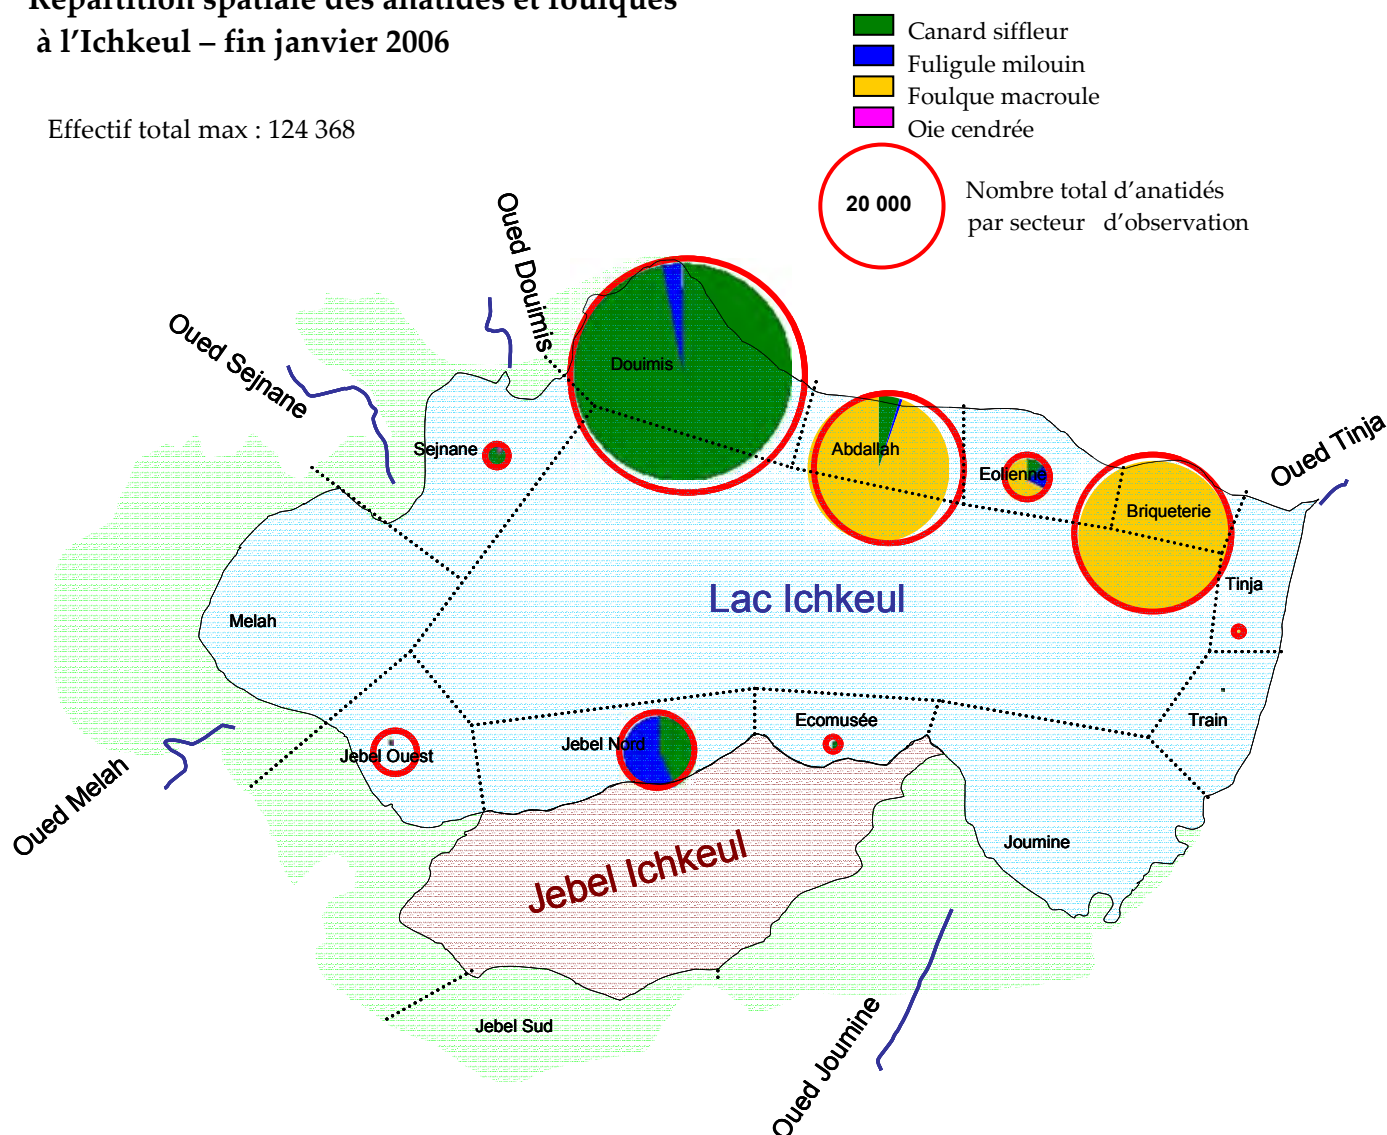 Répartition spatiale des anatidés et foulques
à l’Ichkeul – fin janvier 2006
Effectif total max : 124 368
Canard siffleur
Fuligule milouin
Foulque macroule
Oie cendrée
20 000
Nombre total d’anatidés
par secteur d’observation
Oued Douimis
Oued Sejnane
Douimis
Sejnane
Abdallah
Eolienne
Oued Tinja
Briqueterie
Tinja
Lac Ichkeul
Melah
Jebel Ouest
Jebel Nord
Ecomusée
Train
Oued Melah
Joumine
Jebel Ichkeul
Jebel Sud
Oued Joumine